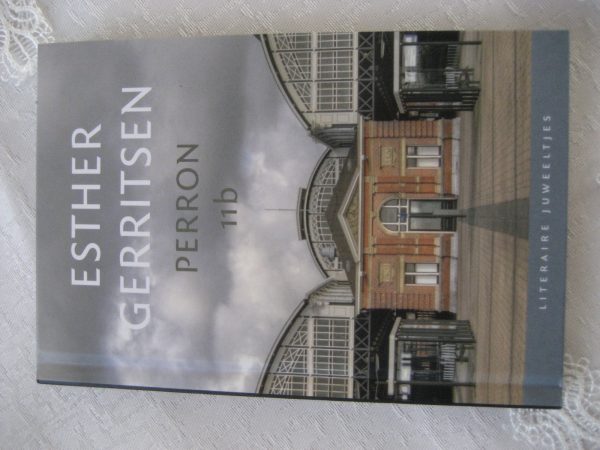 ESTHER
GERRITSEN
PERRON
11b
LITERAIRE JUWEELTJES